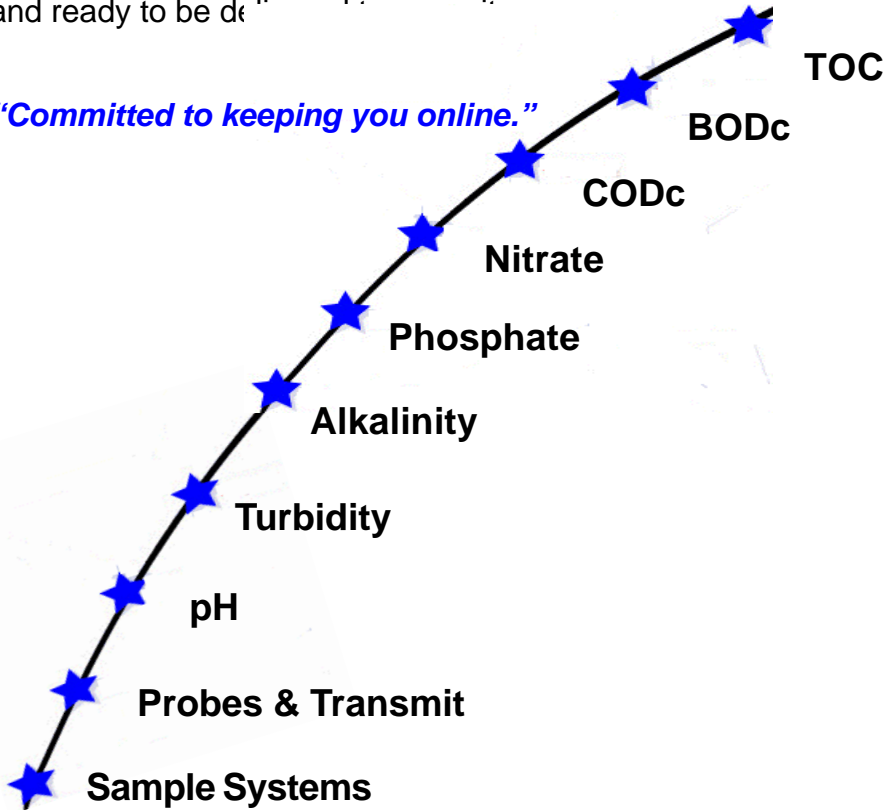 and ready to be de
“Committed to keeping you online.”
TOC
BODc
CODc
Nitrate
Phosphate
Alkalinity
Turbidity
pH
Probes & Transmit
Sample Systems